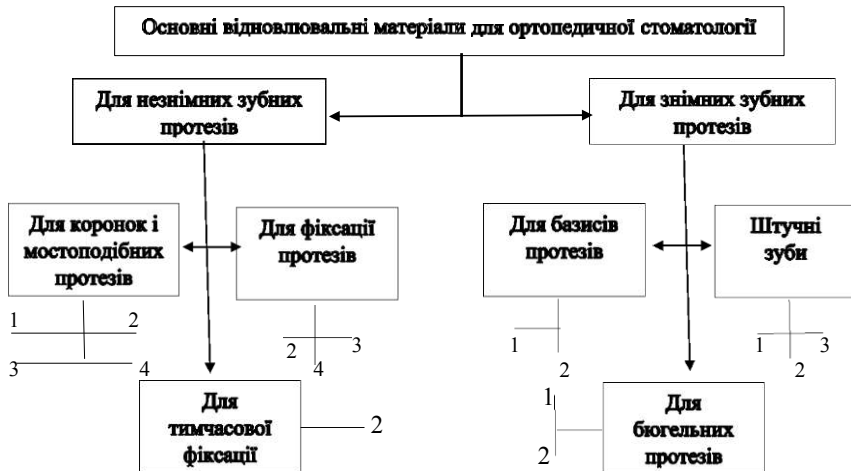 Основні відновлювальні матеріали для ортопедичної стоматології
Для незнімних зубних
протезів
Для знімних зубних
протезів
Для коронок і
мостоподібних
протезів
Для фіксації
протезів
Для базисів
протезів
Штучні
зуби
1 2
3 4
2 3
4
1
2
1 3
2
Для
тимчасової
фіксації
2
1
2
Для
бюгельних
протезів